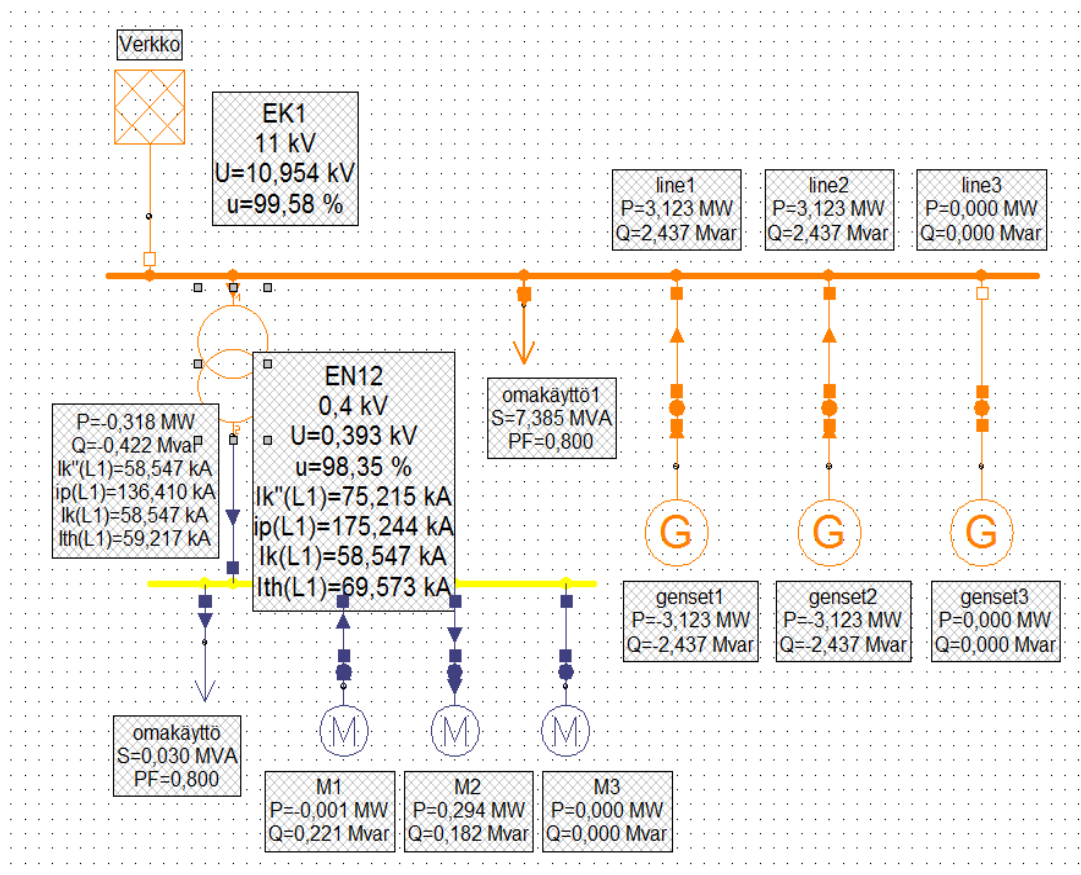 Verkko
EK1
11 kV
U=10,954 kV
u=99,58 %
line1
P=3,123 MW
Q=2,437 Mvar
line2
P=3,123 MW
Q=2,437 Mvar
line3
P=0,000 MW
Q=0,000 Mvar
EN12
0,4 kV
U=0,393 kV
u=98,35 %
Ik"(L1)=75,215 kA
ip(L1)=175,244 kA
Ik(L1)=58,547 kA
Ith(L1)=69,573 kA
P=-0,318 MW
Q=-0,422 Mvar
Ik"(L1)=58,547 kA
ip(L1)=136,410 kA
Ik(L1)=58,547 kA
Ith(L1)=59,217 kA
omakäyttö1
S=7,385 MVA
PF=0,800
G
G
G
genset1
P=-3,123 MW
Q=-2,437 Mvar
genset2
P=-3,123 MW
Q=-2,437 Mvar
genset3
P=0,000 MW
Q=0,000 Mvar
omakäyttö
S=0,030 MVA
PF=0,800
M
M
M
M1
P=-0,001 MW
Q=0,221 Mvar
M2
P=0,294 MW
Q=0,182 Mvar
M3
P=0,000 MW
Q=0,000 Mvar